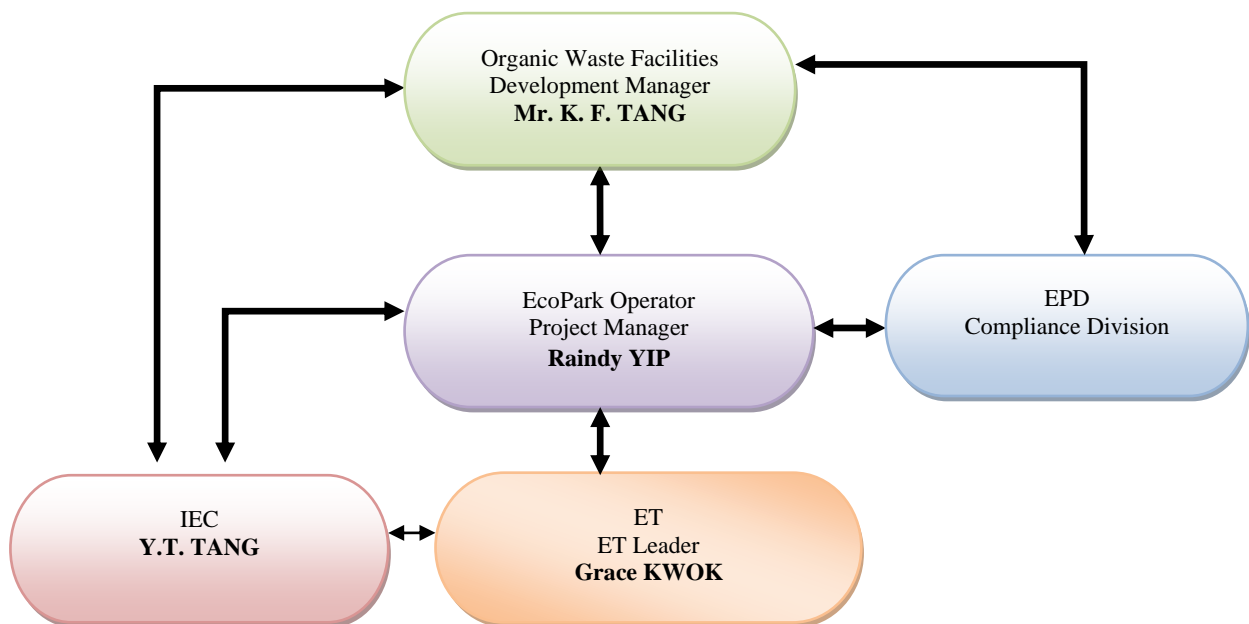 Organic Waste Facilities
Development Manager
Mr. K. F. TANG
EcoPark Operator
Project Manager
Raindy YIP
EPD
Compliance Division
IEC
Y.T. TANG
ET
ET Leader
Grace KWOK